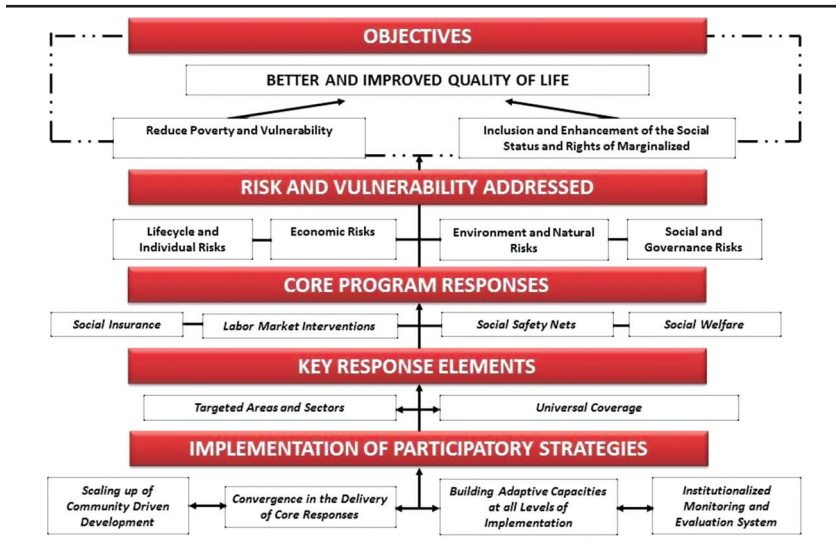 OBJECTIVES
BETTER AND IMPROVED QUALITY OF LIFE
Reduce Poverty and Vulnerability
Inclusion and Enhancement of the Social
Status and Rights of Marginalized
RISK AND VULNERABILITY ADDRESSED
Lifecycle and
Individual Risks
Economic Risks
Environment and Natural
Risks
Social and
Governance Risks
CORE PROGRAM RESPONSES
Social Insurance
Labor Market Interventions
Social Safety Nets
Social Welfare
KEY RESPONSE ELEMENTS
Targeted Areas and Sectors
Universal Coverage
IMPLEMENTATION OF PARTICIPATORY STRATEGIES
Scaling up of
Community Driven
Development
Convergence in the Delivery
of Core Responses
Building Adaptive Capacities
at all Levels of
Implementation
Institutionalized
Monitoring and
Evaluation System